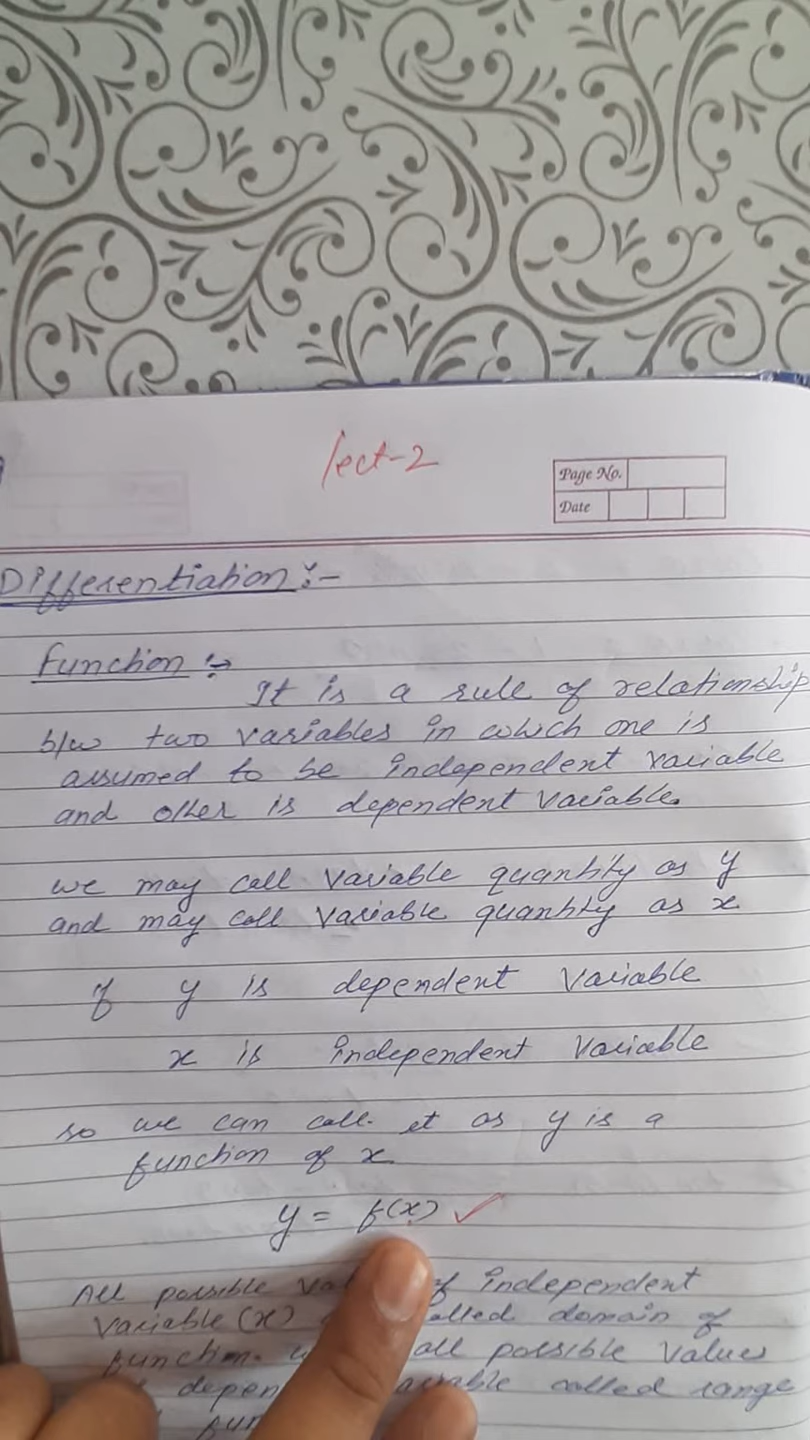 lect-2
Page No.
Date
Differentiation :-
Function :-
It is a rule of relationship
b/w two variables in which one is
assumed to be independent variable
and other is dependent variable.
we may call variable quantity as y
and may call variable quantity as x
if y is dependent variable
x is independent variable
so we can call it as y is a
function of x
y = f(x) ✓
All possible of independent
variable (x) domain of
function. all possible values
called range